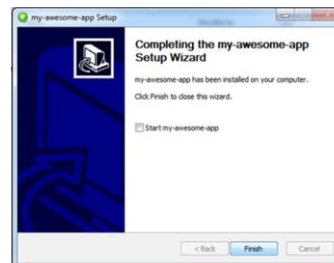 my-awesome-app Setup
Completing the my-awesome-app
Setup Wizard
my-awesome-app has been installed on your computer.
Click Finish to close this wizard.
Start my-awesome-app
< Back
Finish
Cancel